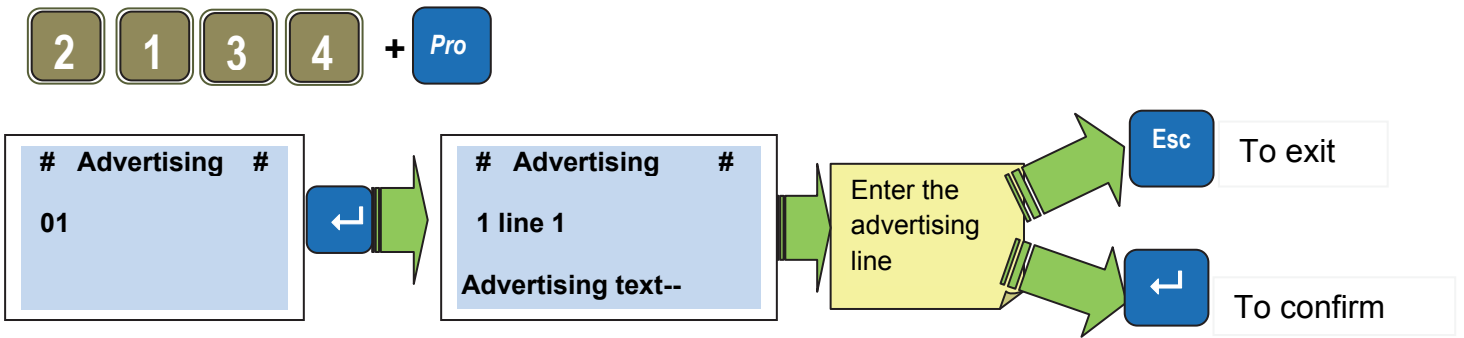 2 1 3 4 + Pro
# Advertising #
01
# Advertising #
1 line 1
Advertising text--
Enter the
advertising
line
Esc
To exit
To confirm